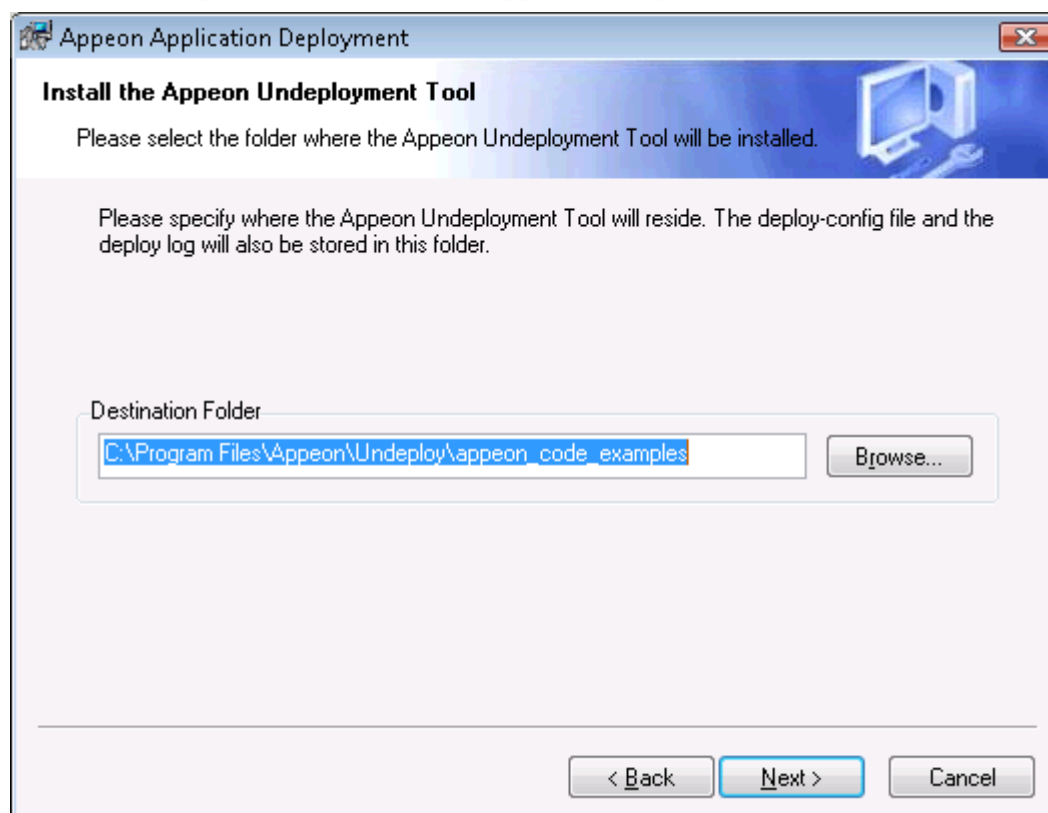 Appeon Application Deployment
Install the Appeon Undeployment Tool
Please select the folder where the Appeon Undeployment Tool will be installed.
Please specify where the Appeon Undeployment Tool will reside. The deploy-config file and the
deploy log will also be stored in this folder.
Destination Folder
C:\Program Files\Appeon\Undeploy\appeon_code_examples
Browse...
< Back
Next >
Cancel